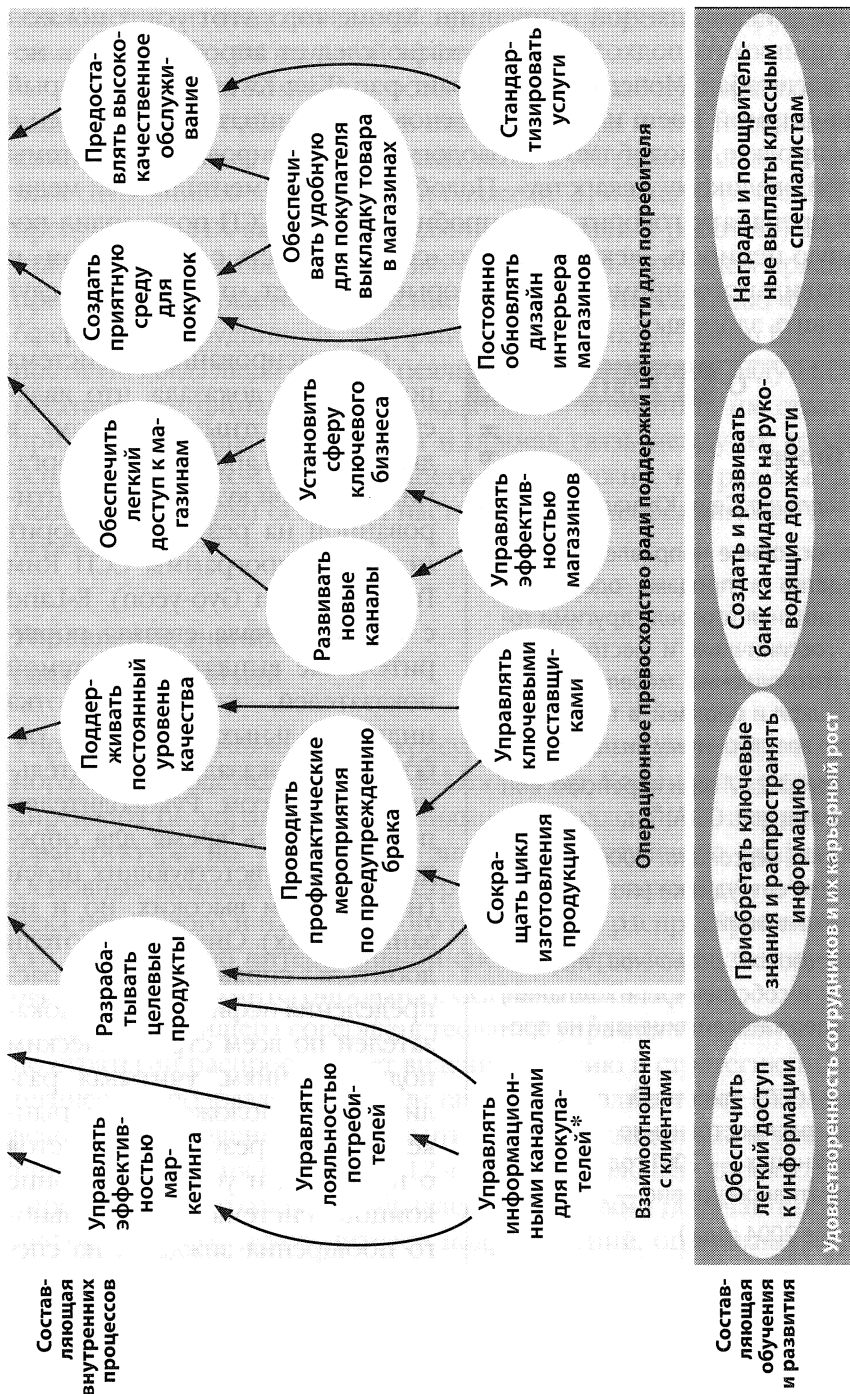 Состав-
ляющая
внутренних
процессов
Управлять
эффектив-
ностью
мар-
кетинга
Разраба-
тывать
целевые
продукты
Поддер-
живать
постоянный
уровень
качества
Обеспечить
легкий
доступ к ма-
газинам
Создать
приятную
среду
для
покупок
Предоста-
влять высоко-
качественное
обслужи-
вание
Управлять
лояльностью
потреби-
телей
Проводить
профилактические
мероприятия
по предупреждению
брака
Развивать
новые
каналы
Установить
сферу
ключевого
бизнеса
Обеспечи-
вать удобную
для покупателя
выкладку товара
в магазинах
Управлять
информацион-
ными каналами
для покупа-
телей*
Сокра-
щать цикл
изготовления
продукции
Управлять
ключевыми
поставщи-
ками
Управлять
эффектив-
ностью
магазинов
Постоянно
обновлять
дизайн
интерьера
магазинов
Стандар-
тизировать
услуги
Взаимоотношения
с клиентами
Операционное превосходство ради поддержки ценности для потребителя
Состав-
ляющая
обучения
и развития
Обеспечить
легкий доступ
к информации
Приобретать ключевые
знания и распространять
информацию
Создать и развивать
банк кандидатов на руко-
водящие должности
Награды и поощритель-
ные выплаты классным
специалистам
Удовлетворенность сотрудников и их карьерный рост